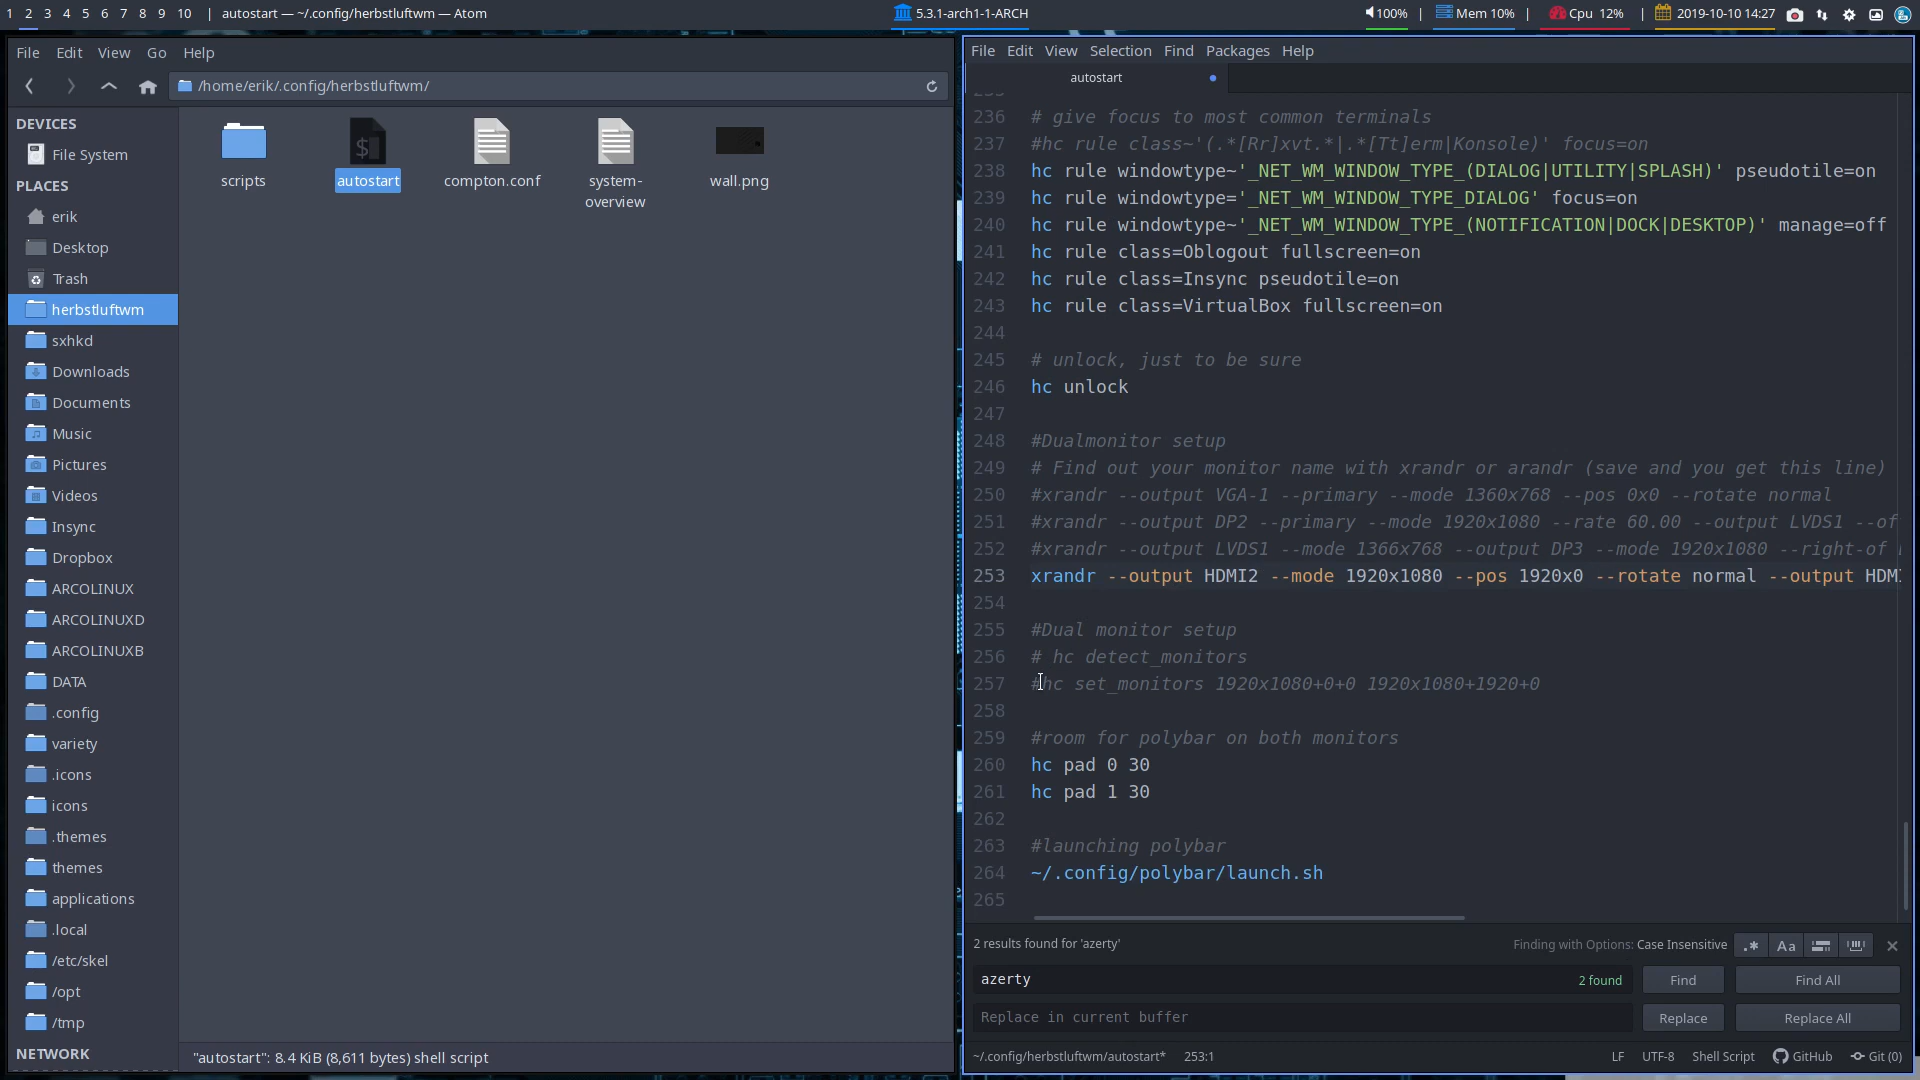 1 2 3 4 5 6 7 8 9 10 | autostart — ~/.config/herbstluftwm — Atom
5.3.1-arch1-1-ARCH
100% | Mem 10% | Cpu 12% | 2019-10-10 14:27
File Edit View Go Help
/home/erik/.config/herbstluftwm/
DEVICES
File System
PLACES
erik
Desktop
Trash
herbstluftwm
sxhkd
Downloads
Documents
Music
Pictures
Videos
Insync
Dropbox
ARCOLINUX
ARCOLINUXD
ARCOLINUXB
DATA
.config
variety
.icons
icons
.themes
themes
applications
.local
/etc/skel
/opt
/tmp
NETWORK
scripts
autostart
compton.conf
system-
overview
wall.png
"autostart": 8.4 KiB (8,611 bytes) shell script
File Edit View Selection Find Packages Help
autostart
236 # give focus to most common terminals
237 #hc rule class~'(.*[Rr]xvt.*|.*[Tt]erm|Konsole)' focus=on
238 hc rule windowtype~'_NET_WM_WINDOW_TYPE_(DIALOG|UTILITY|SPLASH)' pseudotile=on
239 hc rule windowtype='_NET_WM_WINDOW_TYPE_DIALOG' focus=on
240 hc rule windowtype~'_NET_WM_WINDOW_TYPE_(NOTIFICATION|DOCK|DESKTOP)' manage=off
241 hc rule class=Oblogout fullscreen=on
242 hc rule class=Insync pseudotile=on
243 hc rule class=VirtualBox fullscreen=on
244
245 # unlock, just to be sure
246 hc unlock
247
248 #Dualmonitor setup
249 # Find out your monitor name with xrandr or arandr (save and you get this line)
250 #xrandr --output VGA-1 --primary --mode 1360x768 --pos 0x0 --rotate normal
251 #xrandr --output DP2 --primary --mode 1920x1080 --rate 60.00 --output LVDS1 --of
252 #xrandr --output LVDS1 --mode 1366x768 --output DP3 --mode 1920x1080 --right-of
253 xrandr --output HDMI2 --mode 1920x1080 --pos 1920x0 --rotate normal --output HDMI
254
255 #Dual monitor setup
256 # hc detect_monitors
257 #hc set_monitors 1920x1080+0+0 1920x1080+1920+0
258
259 #room for polybar on both monitors
260 hc pad 0 30
261 hc pad 1 30
262
263 #launching polybar
264 ~/.config/polybar/launch.sh
265
2 results found for 'azerty'
Finding with Options: Case Insensitive
.* Aa
azerty
2 found
Find
Find All
Replace in current buffer
Replace
Replace All
~/.config/herbstluftwm/autostart* 253:1
LF UTF-8 Shell Script GitHub Git (0)